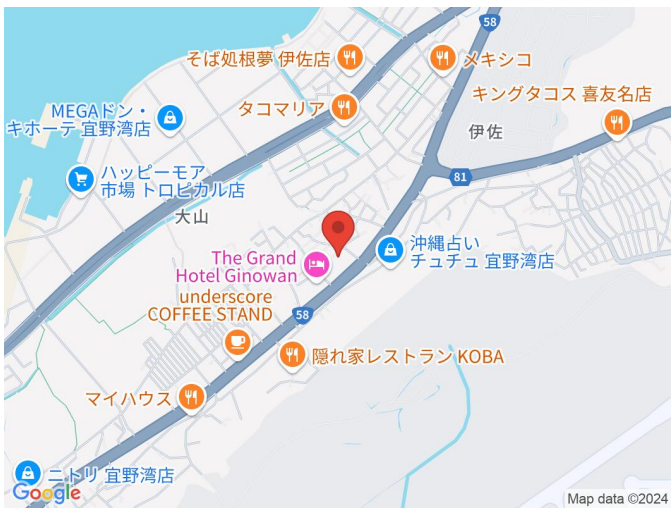 そば処根夢 伊佐店
メキシコ
MEGAドン・
キホーテ 宜野湾店
タコマリア
キングタコス 喜友名店
伊佐
58
ハッピーモア
市場 トロピカル店
81
大山
The Grand
Hotel Ginowan
沖縄占い
チュチュ 宜野湾店
underscore
COFFEE STAND
58
隠れ家レストラン KOBA
マイハウス
ニトリ 宜野湾店
Google
Map data ©2024